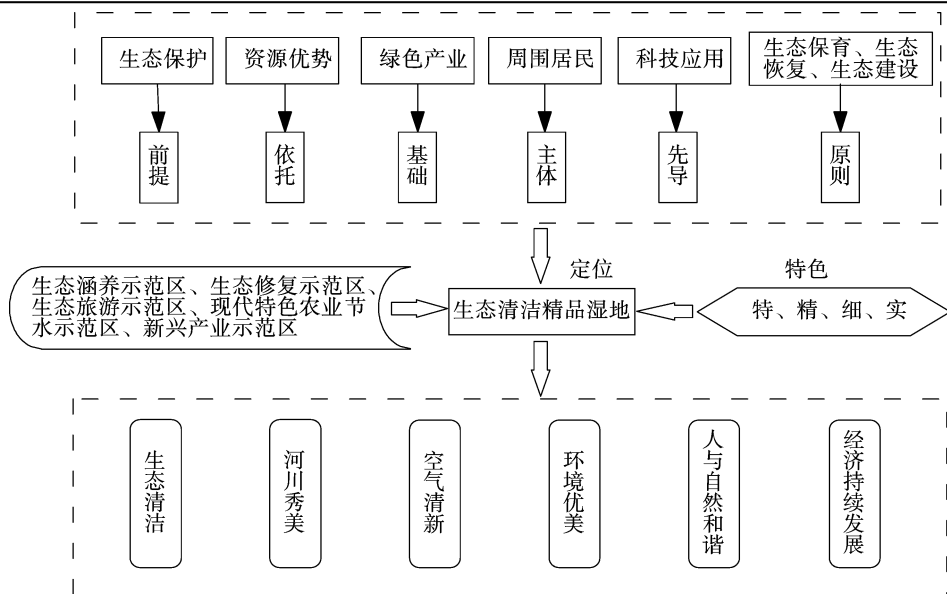 生态保护
资源优势
绿色产业
周围居民
科技应用
生态保育、生态
恢复、生态建设
前提
依托
基础
主体
先导
原则
定位
特色
生态涵养示范区、生态修复示范区、
生态旅游示范区、现代特色农业节
水示范区、新兴产业示范区
生态清洁精品湿地
特、精、细、实
生态清洁
河川秀美
空气清新
环境优美
人与自然和谐
经济持续发展